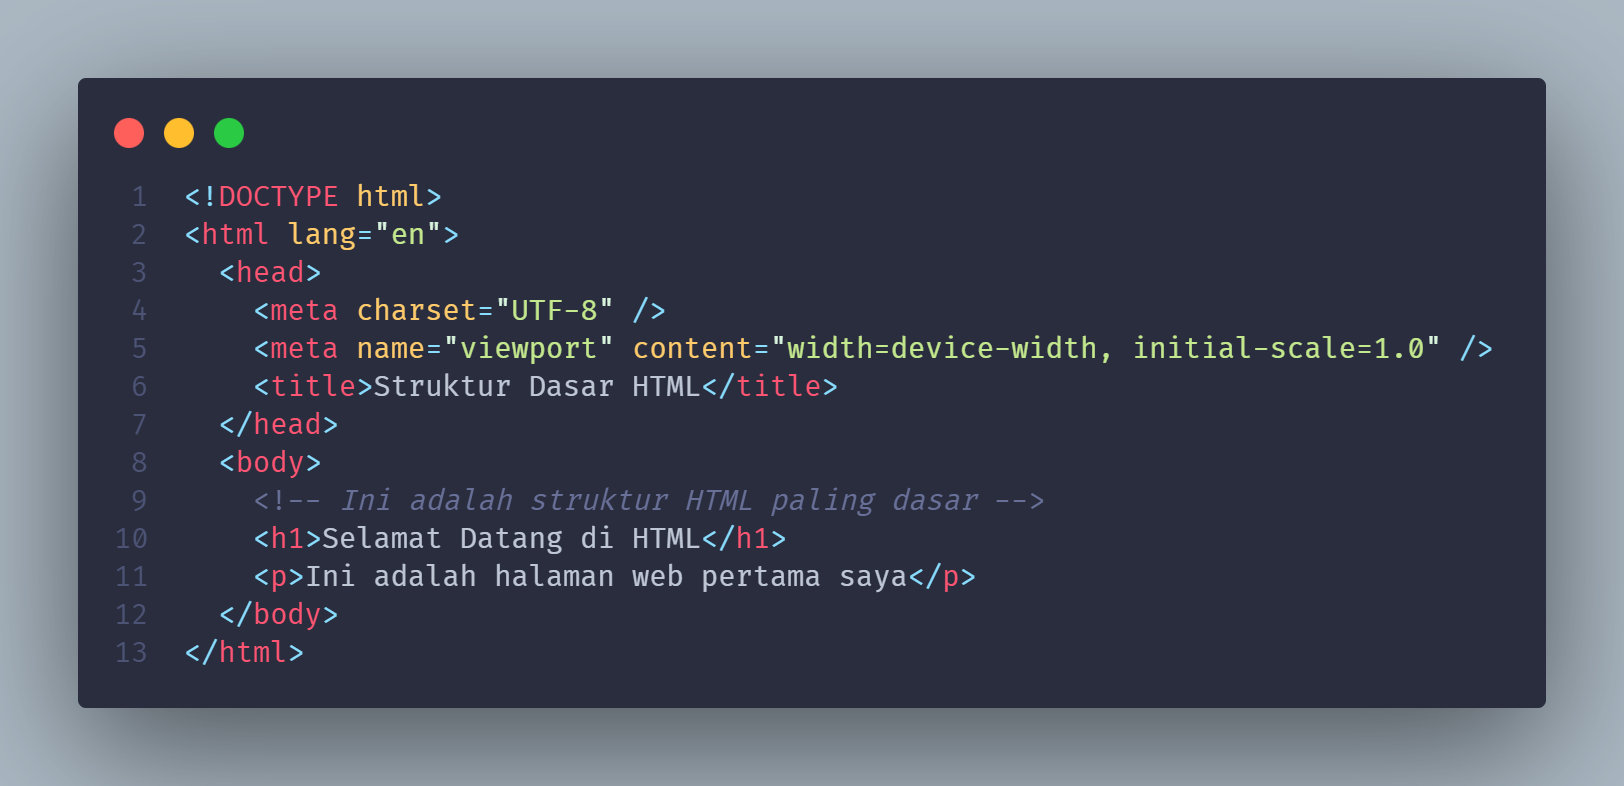 1 <!DOCTYPE html>
2 <html lang="en">
3   <head>
4     <meta charset="UTF-8" />
5     <meta name="viewport" content="width=device-width, initial-scale=1.0" />
6     <title>Struktur Dasar HTML</title>
7   </head>
8   <body>
9     <!-- Ini adalah struktur HTML paling dasar -->
10     <h1>Selamat Datang di HTML</h1>
11     <p>Ini adalah halaman web pertama saya</p>
12   </body>
13 </html>